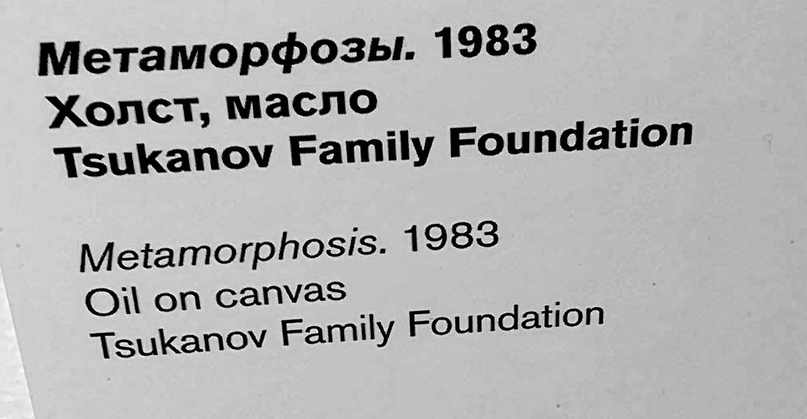 Метаморфозы. 1983
Холст, масло
Tsukanov Family Foundation
Metamorphosis. 1983
Oil on canvas
Tsukanov Family Foundation